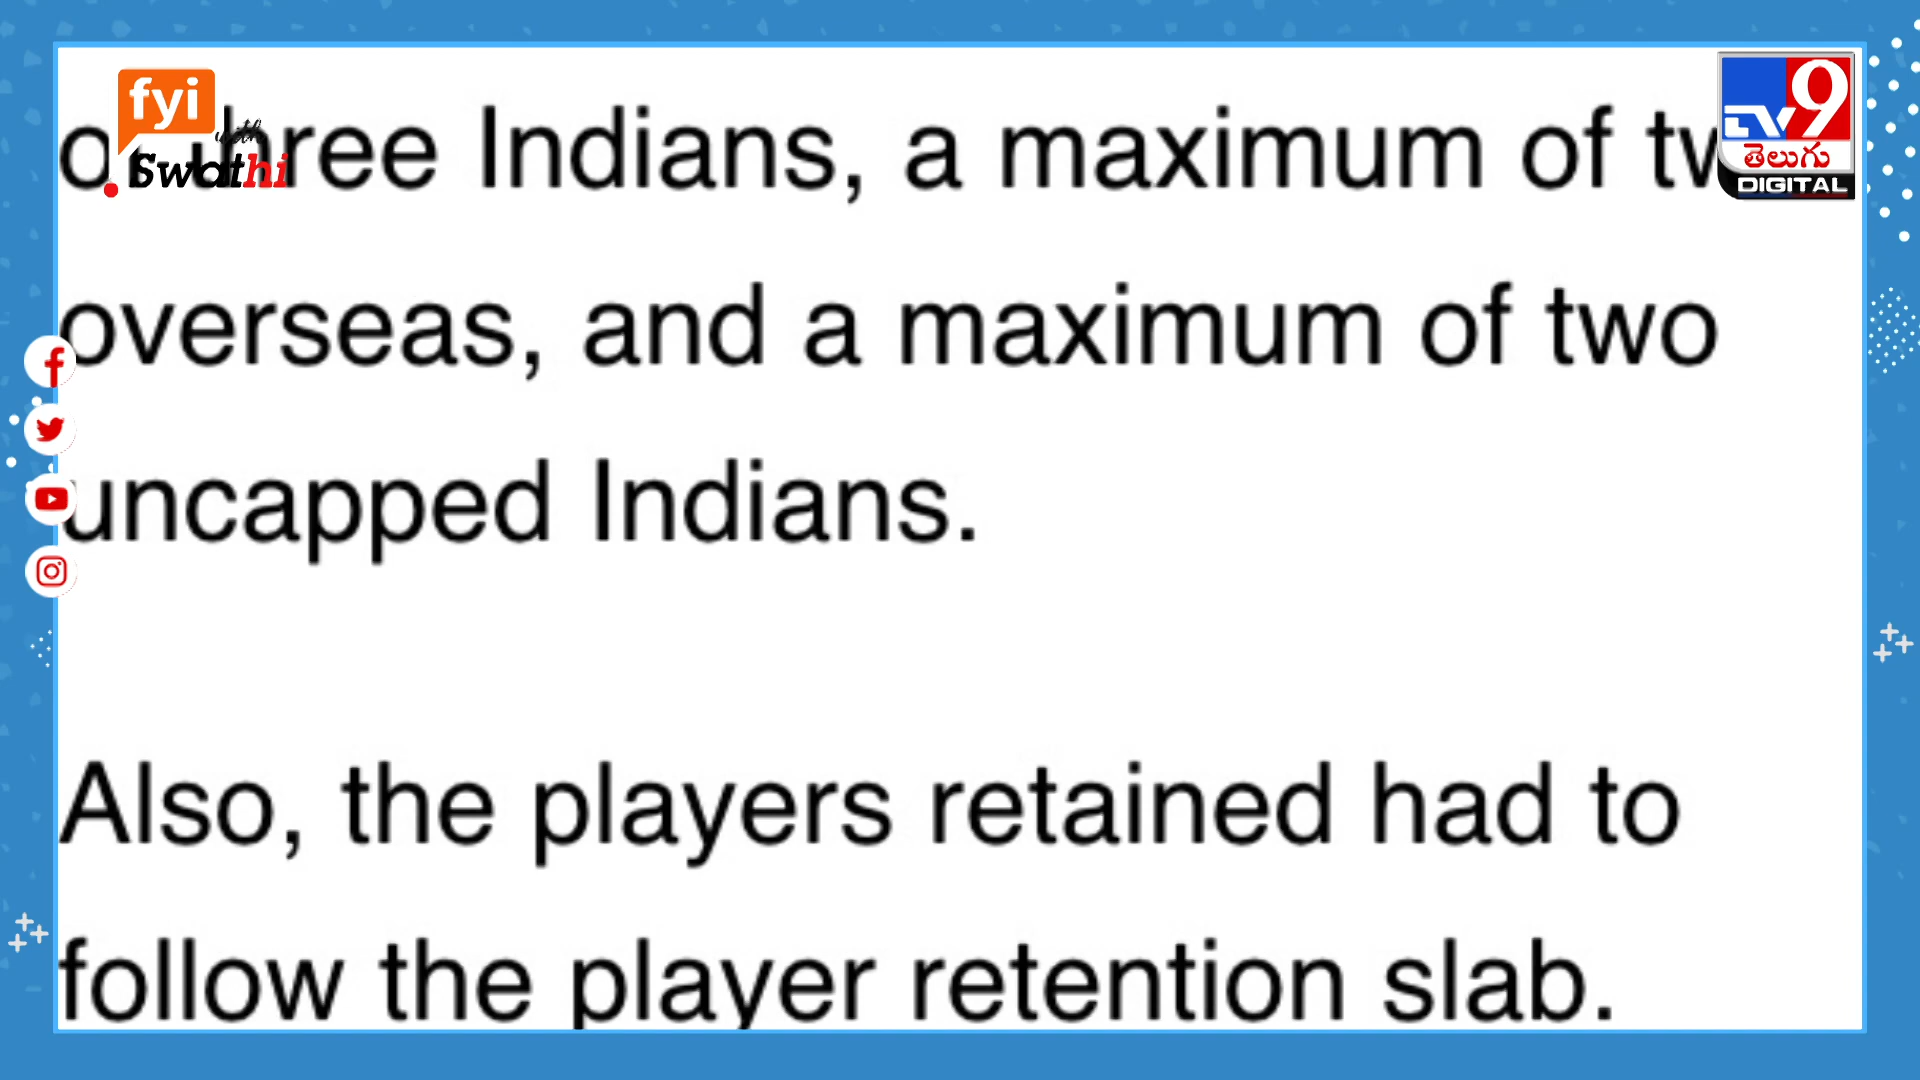 fyi
with
Swathi
TV9
తెలుగు
DIGITAL
three Indians, a maximum of
overseas, and a maximum of two
uncapped Indians.
Also, the players retained had to
follow the player retention slab.